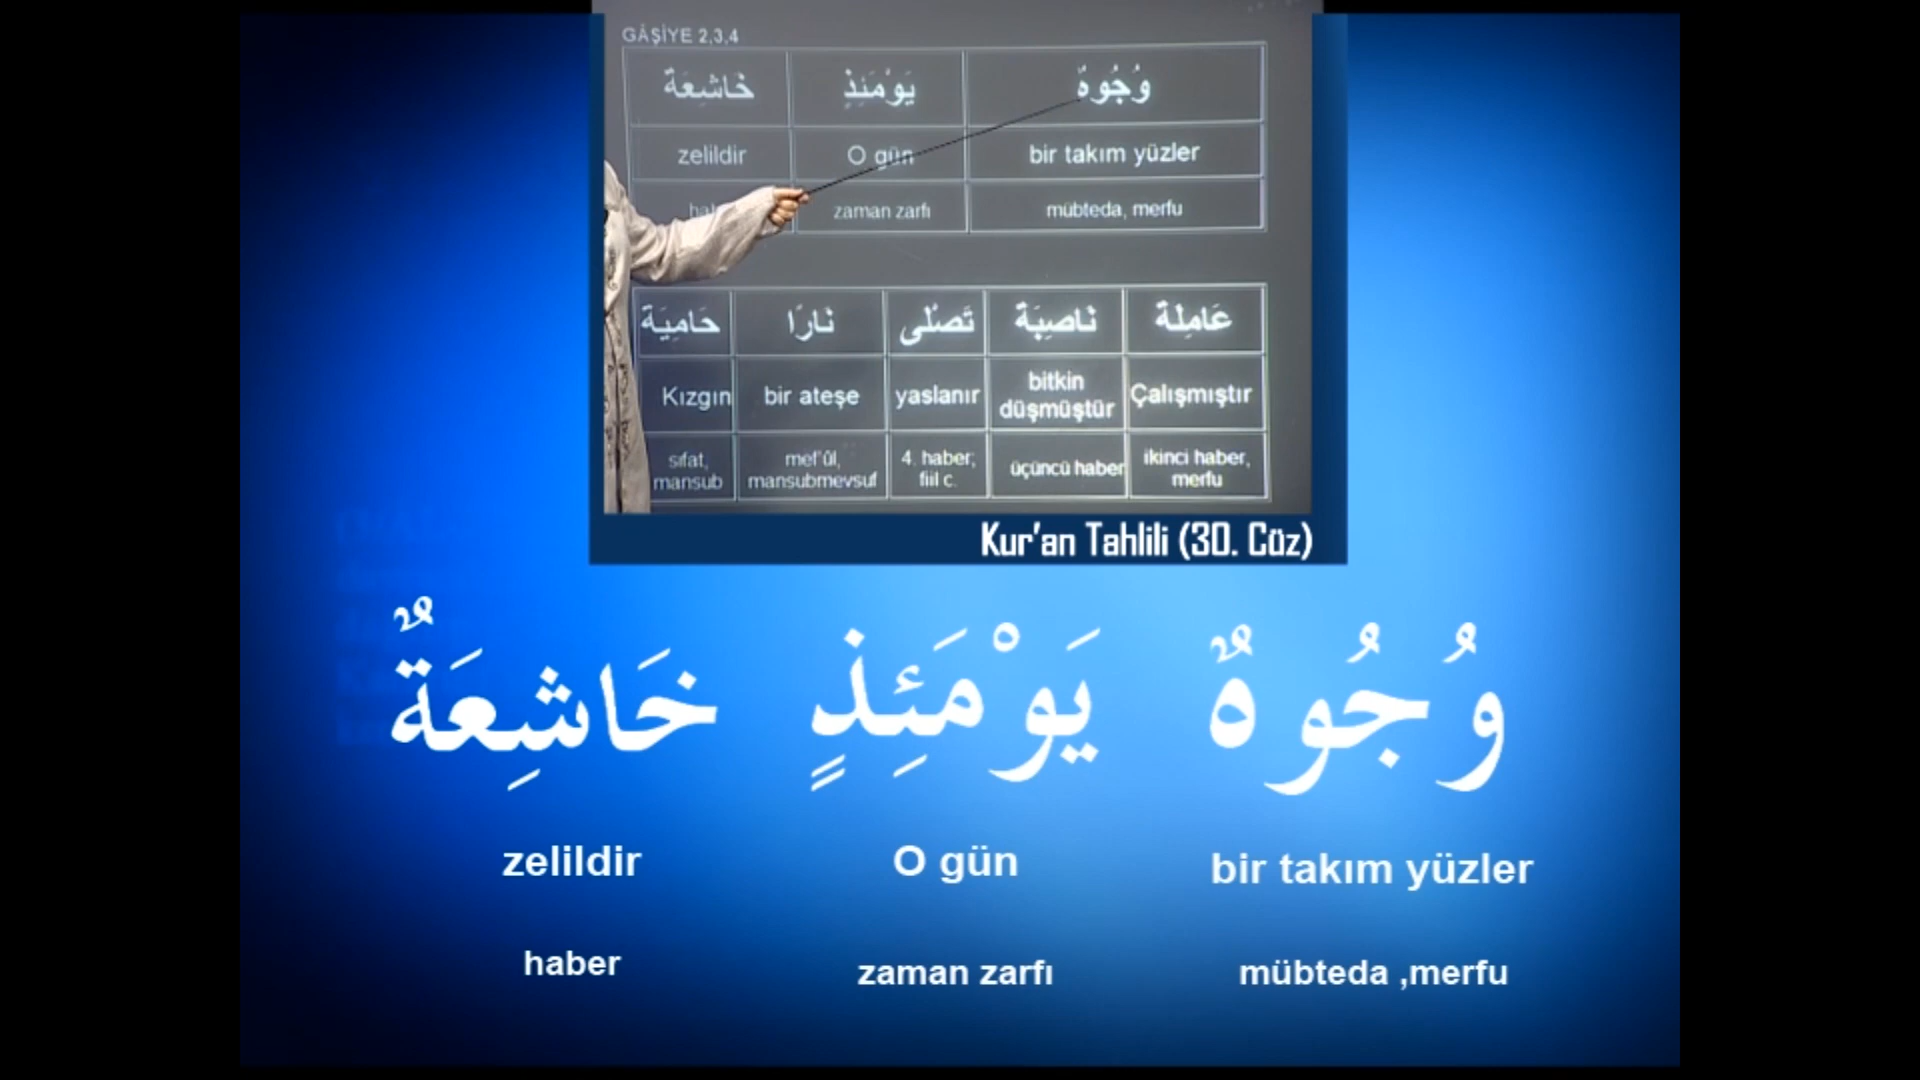 GÂŞİYE 2,3,4
وُجُوهٌ يَوْمَئِذٍ خَاشِعَةٌ
bir takım yüzler O gün zelildir
mübteda, merfu zaman zarfı
عَامِلَة نَاصِبَة تَصْلَى نَارًا حَامِيَة
Çalışmıştır bitkin düşmüştür yaslanır bir ateşe Kızgın
ikinci haber, merfu üçüncü haber 4. haber; fiil c. mef'ûl, mansubmevsuf sıfat, mansub
Kur'an Tahlili (30. Cüz)
وُجُوهٌ يَوْمَئِذٍ خَاشِعَةٌ
bir takım yüzler O gün zelildir
mübteda ,merfu zaman zarfı haber